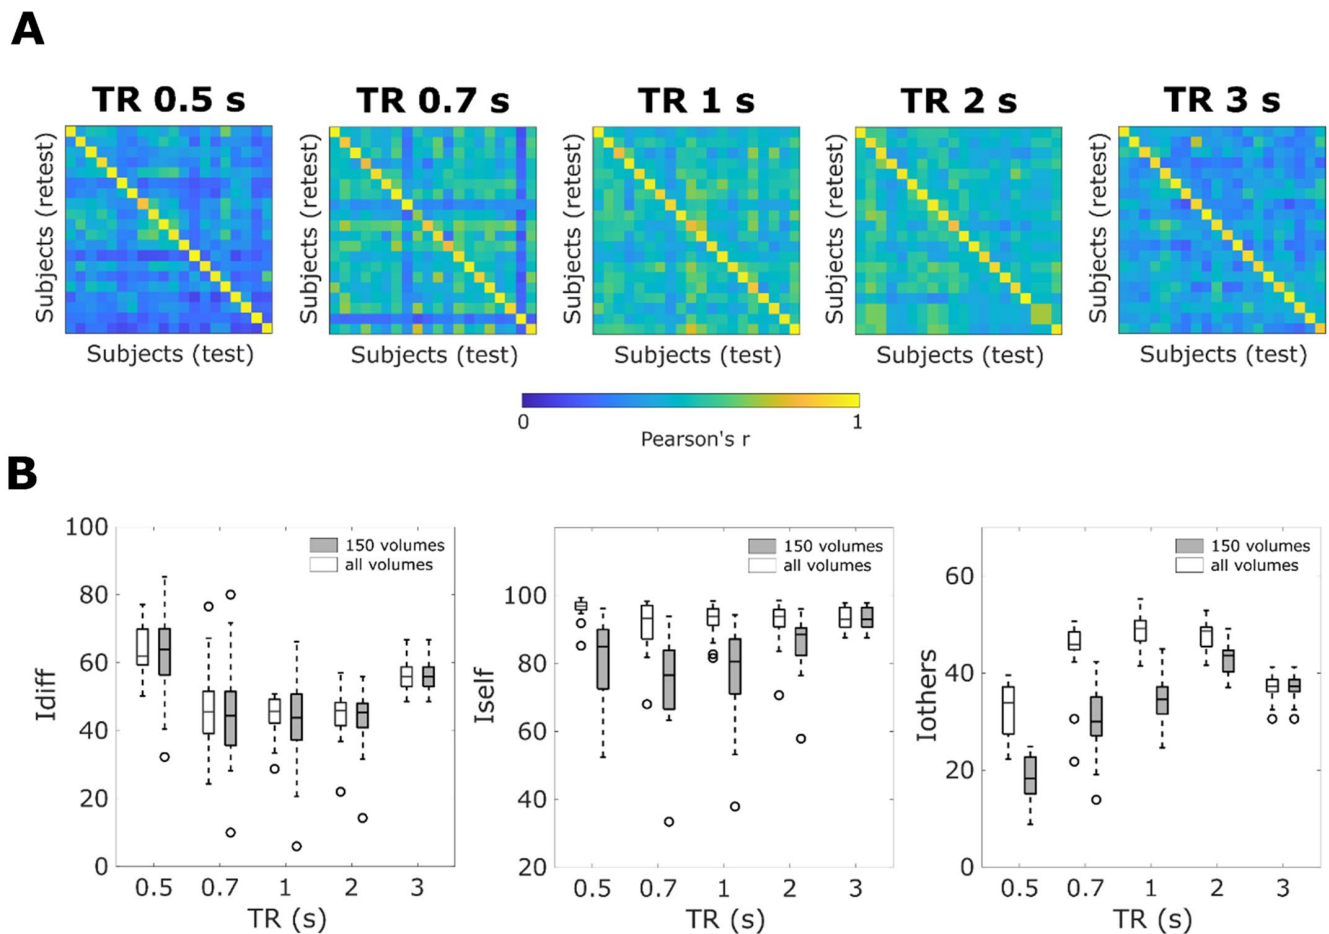 A
TR 0.5 s
TR 0.7 s
TR 1 s
TR 2 s
TR 3 s
Subjects (retest)
Subjects (retest)
Subjects (retest)
Subjects (retest)
Subjects (retest)
Subjects (test)
Subjects (test)
Subjects (test)
Subjects (test)
Subjects (test)
0
1
Pearson's r
B
100
80
60
40
20
0
Idiff
150 volumes
all volumes
0.5 0.7 1 2 3
TR (s)
100
80
60
40
20
Iself
150 volumes
all volumes
0.5 0.7 1 2 3
TR (s)
60
40
20
0
Iothers
150 volumes
all volumes
0.5 0.7 1 2 3
TR (s)